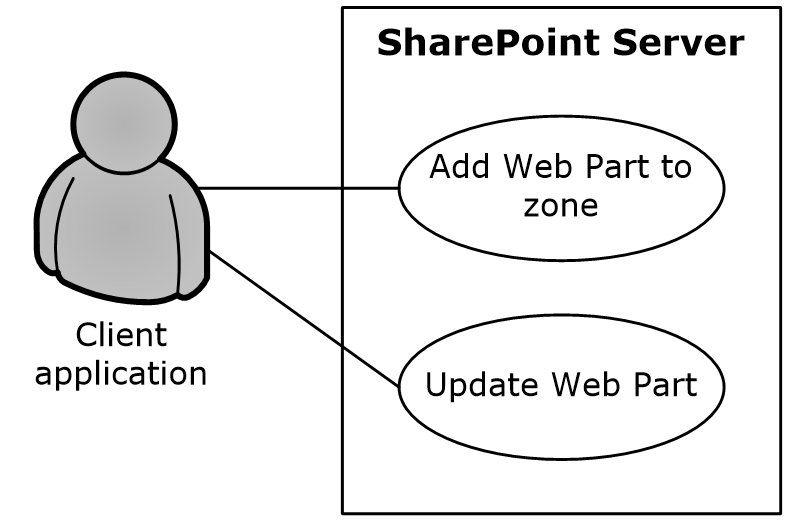 SharePoint Server
Add Web Part to
zone
Client
application
Update Web Part